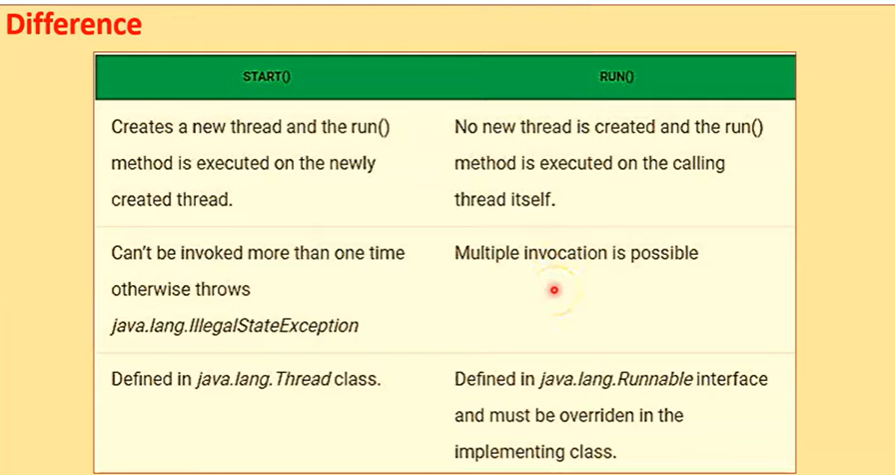 Difference
START() RUN()
Creates a new thread and the run()
method is executed on the newly
created thread.
No new thread is created and the run()
method is executed on the calling
thread itself.
Can't be invoked more than one time
otherwise throws
java.lang.IllegalStateException
Multiple invocation is possible
Defined in java.lang.Thread class.
Defined in java.lang.Runnable interface
and must be overriden in the
implementing class.